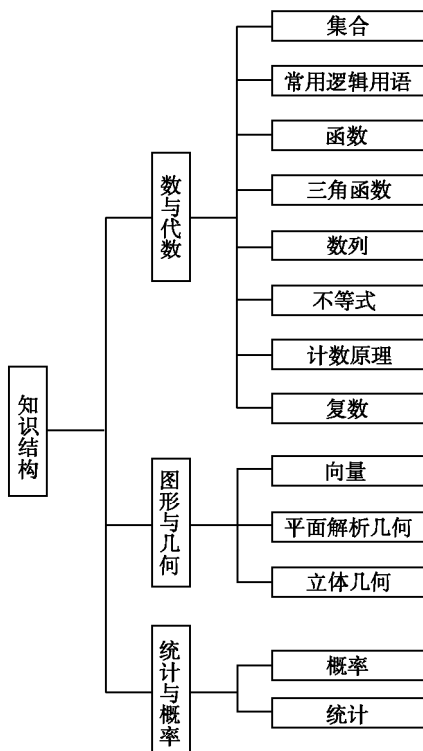 知识结构
数与代数
集合
常用逻辑用语
函数
三角函数
数列
不等式
计数原理
复数
图形与几何
向量
平面解析几何
立体几何
统计与概率
概率
统计